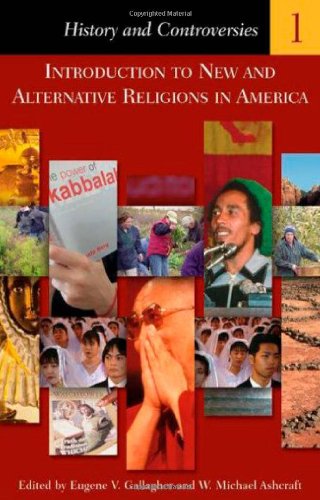 History and Controversies
1
INTRODUCTION TO NEW AND
ALTERNATIVE RELIGIONS IN AMERICA
power of
kabbalah
Edited by Eugene V. Gallagher and W. Michael Ashcraft